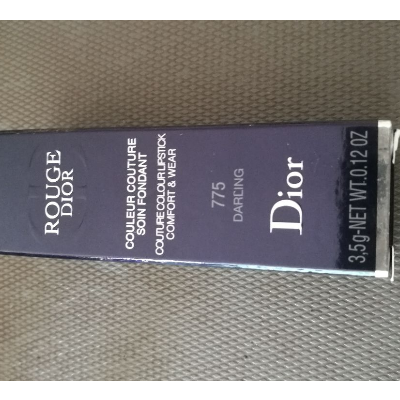 ROUGE
DIOR
COULEUR COUTURE
SOIN FONDANT
COUTURE COLOUR LIPSTICK
COMFORT & WEAR
775
DARLING
Dior
3,5g-NET WT. 0.12 OZ